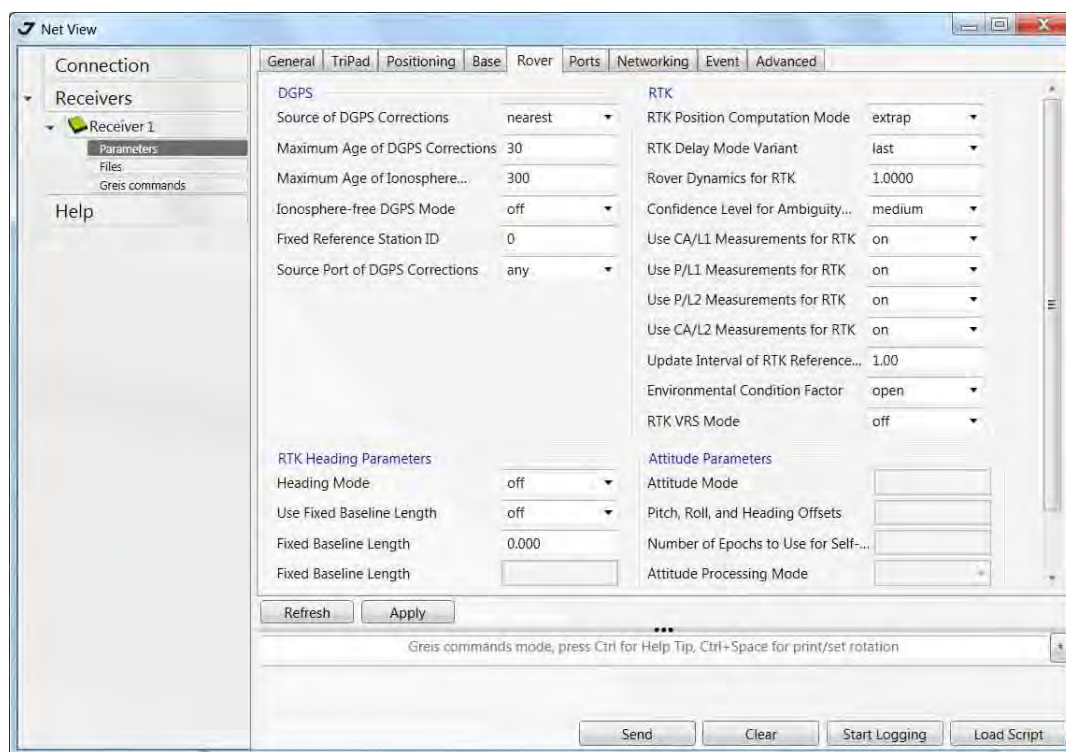 Net View
Connection
Receivers
Receiver 1
Parameters
Files
Greis commands
Help
General TriPad Positioning Base Rover Ports Networking Event Advanced
DGPS
Source of DGPS Corrections nearest
Maximum Age of DGPS Corrections 30
Maximum Age of Ionosphere... 300
Ionosphere-free DGPS Mode off
Fixed Reference Station ID 0
Source Port of DGPS Corrections any
RTK
RTK Position Computation Mode extrap
RTK Delay Mode Variant last
Rover Dynamics for RTK 1.0000
Confidence Level for Ambiguity... medium
Use CA/L1 Measurements for RTK on
Use P/L1 Measurements for RTK on
Use P/L2 Measurements for RTK on
Use CA/L2 Measurements for RTK on
Update Interval of RTK Reference... 1.00
Environmental Condition Factor open
RTK VRS Mode off
RTK Heading Parameters
Heading Mode off
Use Fixed Baseline Length off
Fixed Baseline Length 0.000
Fixed Baseline Length
Attitude Parameters
Attitude Mode
Pitch, Roll, and Heading Offsets
Number of Epochs to Use for Self-...
Attitude Processing Mode
Refresh Apply
Greis commands mode, press Ctrl for Help Tip, Ctrl+Space for print/set rotation
Send Clear Start Logging Load Script